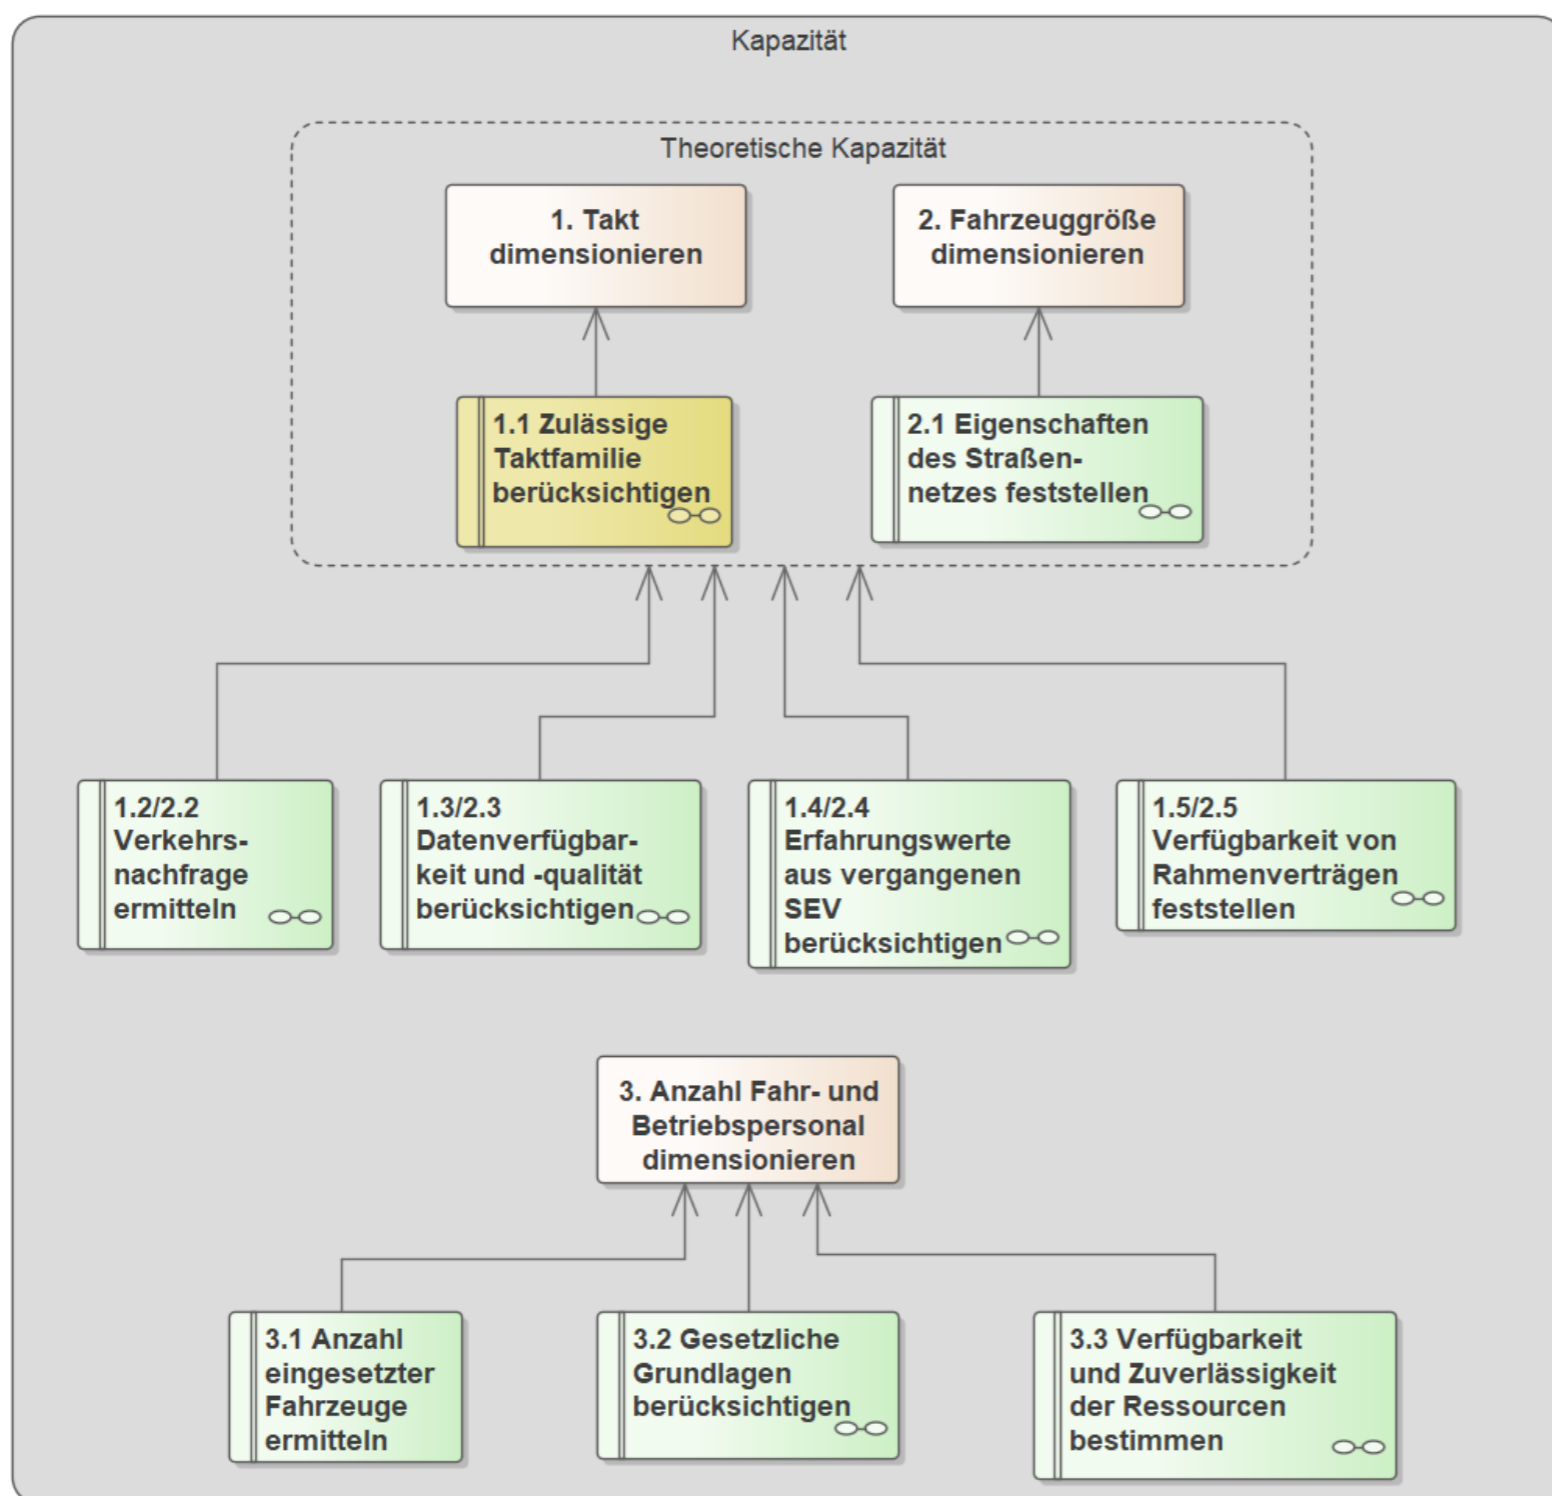 Kapazität
Theoretische Kapazität
1. Takt
dimensionieren
2. Fahrzeuggröße
dimensionieren
1.1 Zulässige
Taktfamilie
berücksichtigen
2.1 Eigenschaften
des Straßen-
netzes feststellen
1.2/2.2
Verkehrs-
nachfrage
ermitteln
1.3/2.3
Datenverfügbar-
keit und -qualität
berücksichtigen
1.4/2.4
Erfahrungswerte
aus vergangenen
SEV
berücksichtigen
1.5/2.5
Verfügbarkeit von
Rahmenverträgen
feststellen
3. Anzahl Fahr- und
Betriebspersonal
dimensionieren
3.1 Anzahl
eingesetzter
Fahrzeuge
ermitteln
3.2 Gesetzliche
Grundlagen
berücksichtigen
3.3 Verfügbarkeit
und Zuverlässigkeit
der Ressourcen
bestimmen